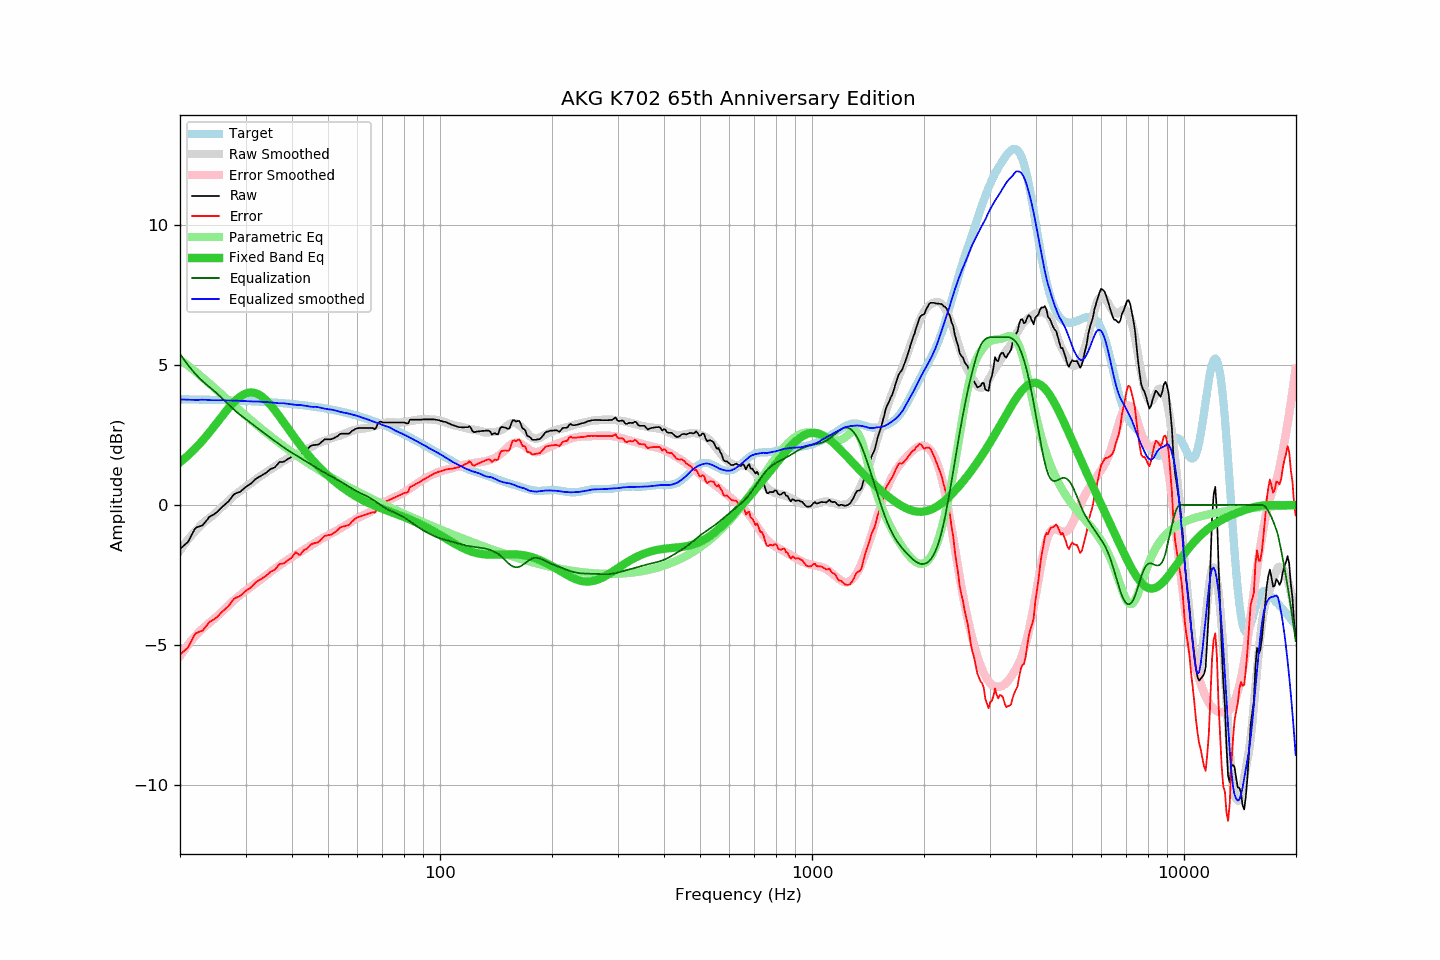 AKG K702 65th Anniversary Edition
Target
Raw Smoothed
Error Smoothed
Raw
Error
Parametric Eq
Fixed Band Eq
Equalization
Equalized smoothed
Amplitude (dBr)
10
5
0
−5
−10
100
1000
10000
Frequency (Hz)